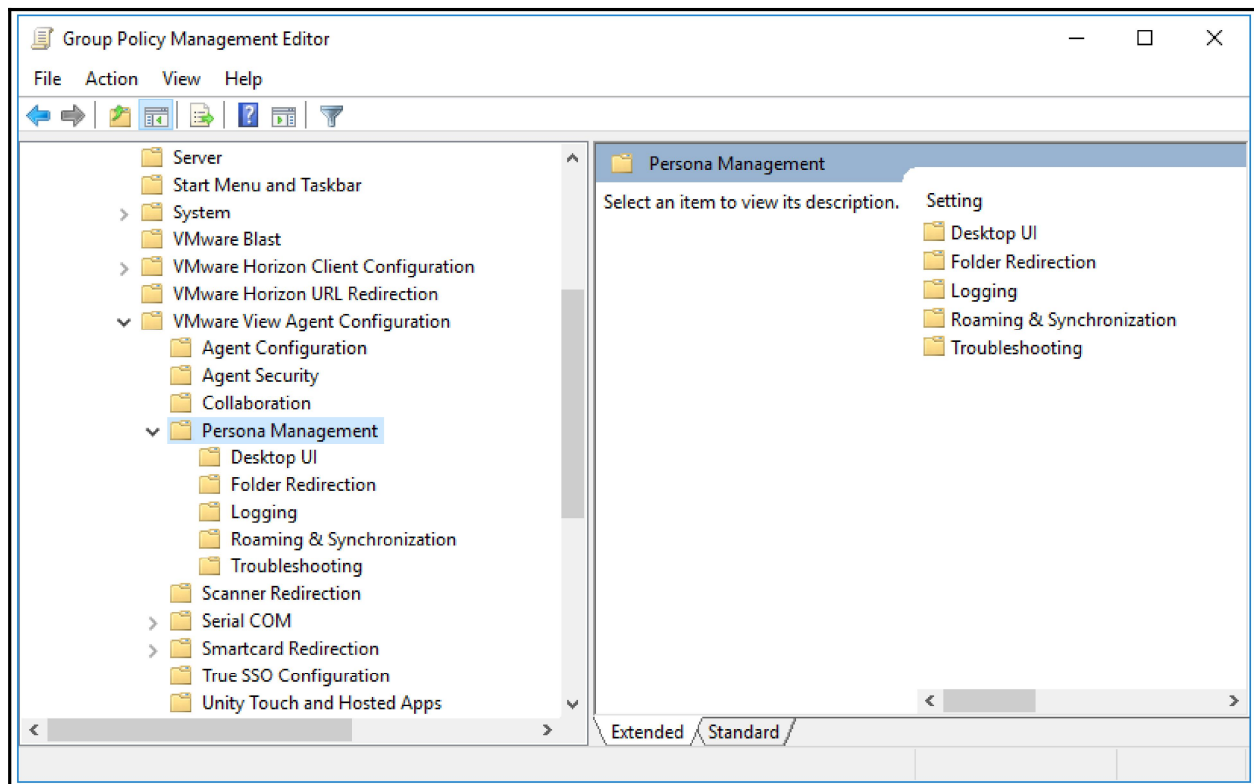 Group Policy Management Editor
File Action View Help
Server
Start Menu and Taskbar
System
VMware Blast
VMware Horizon Client Configuration
VMware Horizon URL Redirection
VMware View Agent Configuration
Agent Configuration
Agent Security
Collaboration
Persona Management
Desktop UI
Folder Redirection
Logging
Roaming & Synchronization
Troubleshooting
Scanner Redirection
Serial COM
Smartcard Redirection
True SSO Configuration
Unity Touch and Hosted Apps
Persona Management
Select an item to view its description.
Setting
Desktop UI
Folder Redirection
Logging
Roaming & Synchronization
Troubleshooting
Extended Standard